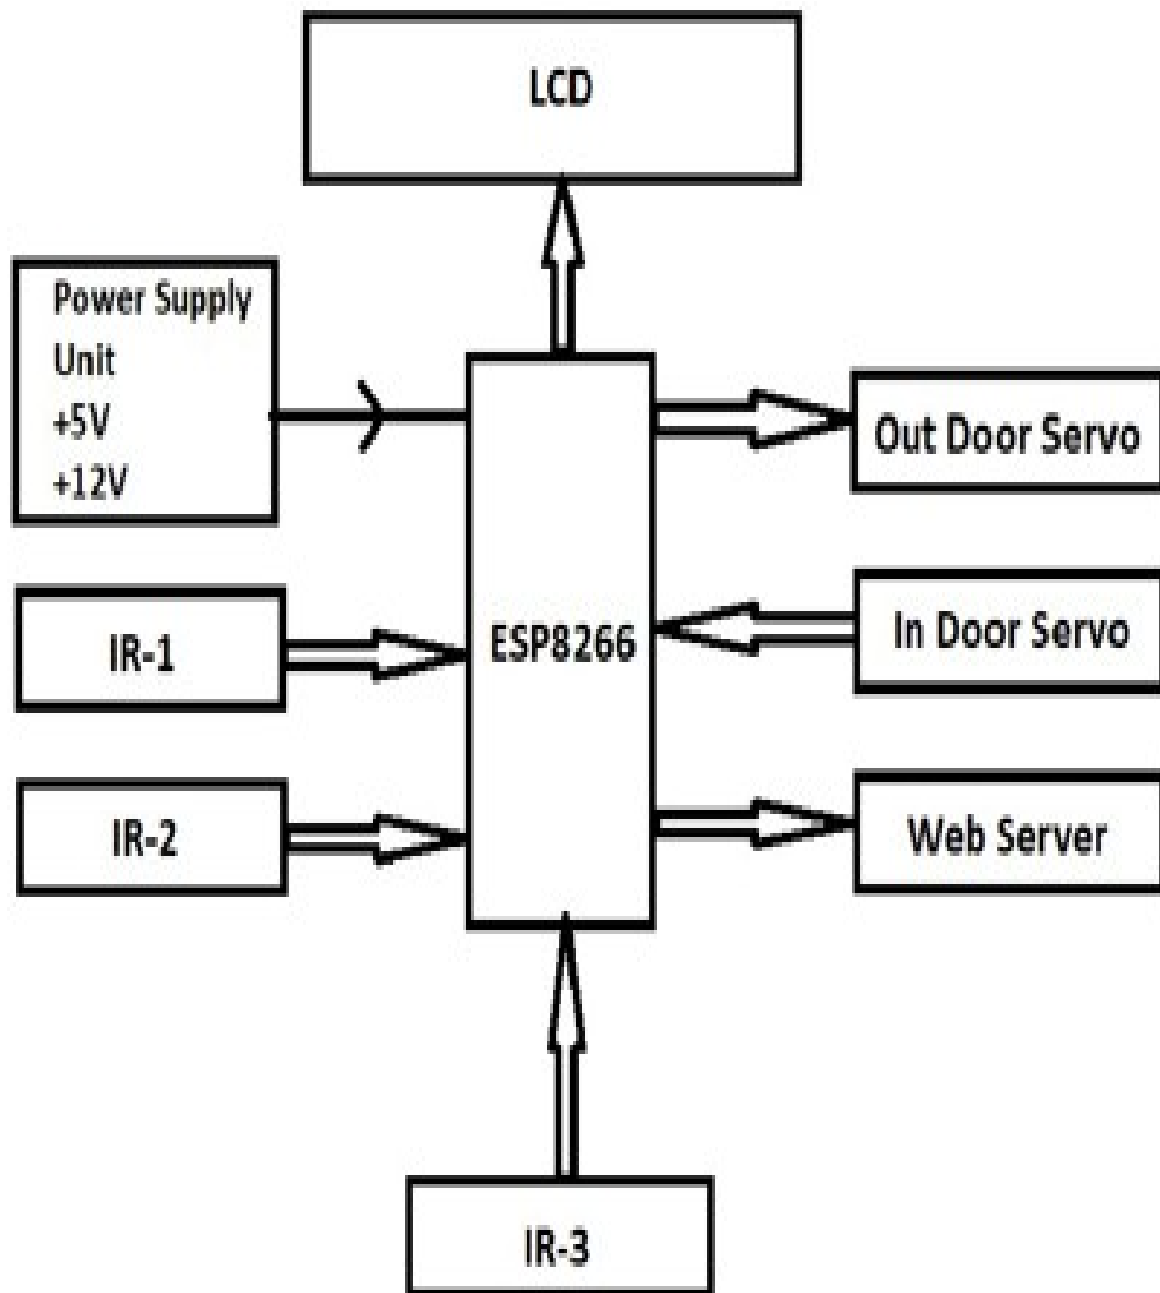 LCD
Power Supply
Unit
+5V
+12V
Out Door Servo
IR-1
ESP8266
In Door Servo
IR-2
Web Server
IR-3